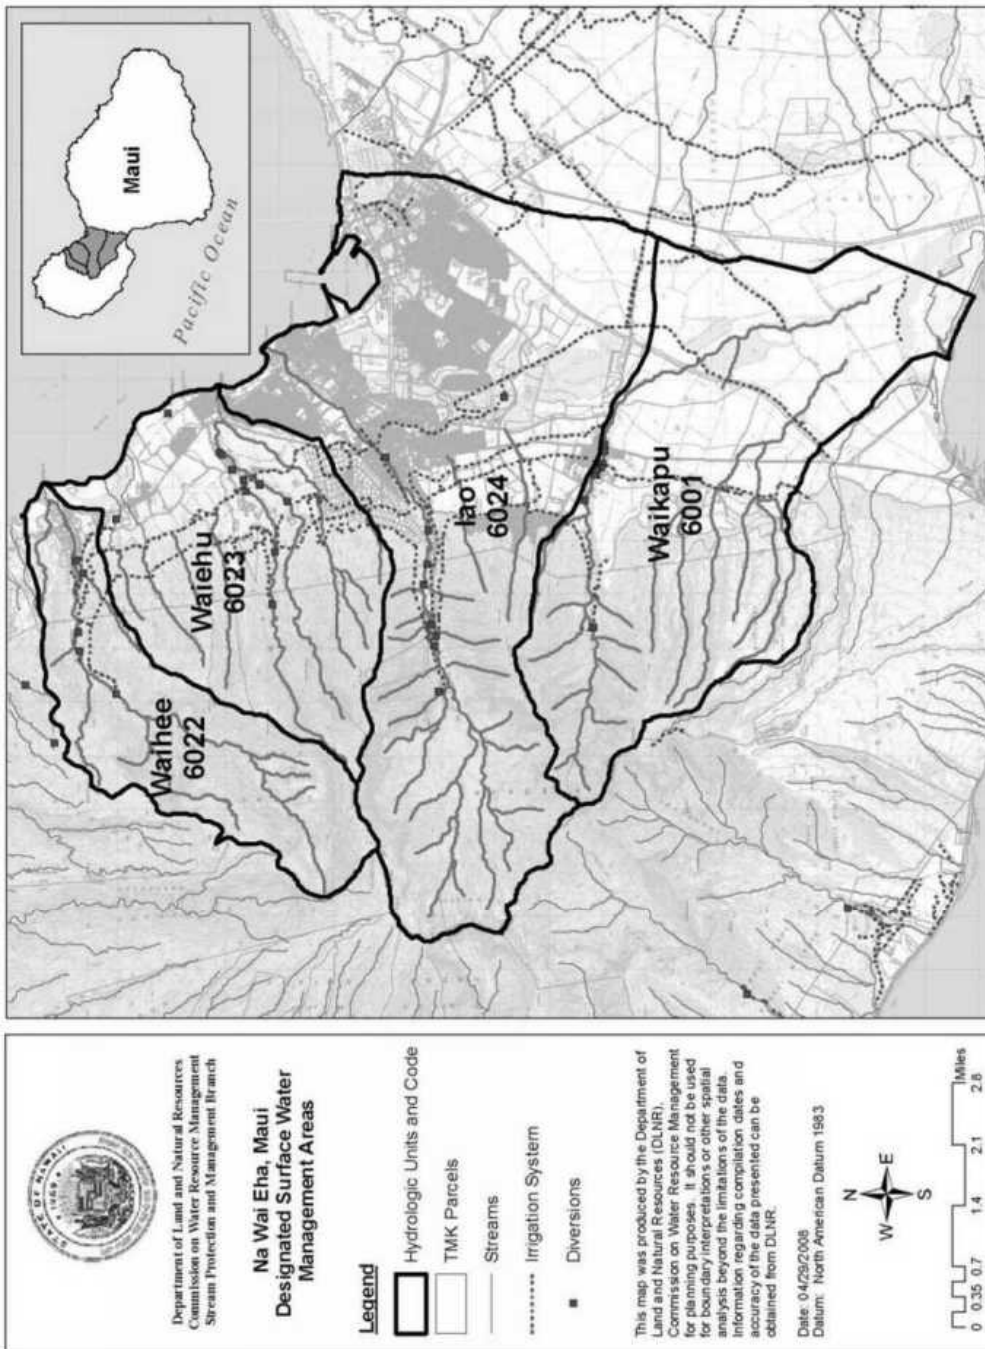 STATE OF HAWAII
1959
Department of Land and Natural Resources
Commission on Water Resource Management
Stream Protection and Management Branch
Na Wai Eha, Maui
Designated Surface Water
Management Areas
Legend
Hydrologic Units and Code
TMK Parcels
Streams
Irrigation System
Diversions
This map was produced by the Department of
Land and Natural Resources (DLNR),
Commission on Water Resource Management
for planning purposes. It should not be used
for boundary interpretations or other spatial
analysis beyond the limitations of the data.
Information regarding compilation dates and
accuracy of the data presented can be
obtained from DLNR.
Date: 04/29/2008
Datum: North American Datum 1983
N
W E
S
0 0.35 0.7 1.4 2.1 2.8
Miles
Maui
Pacific Ocean
Waihee
6022
Waiehu
6023
Iao
6024
Waikapu
6001